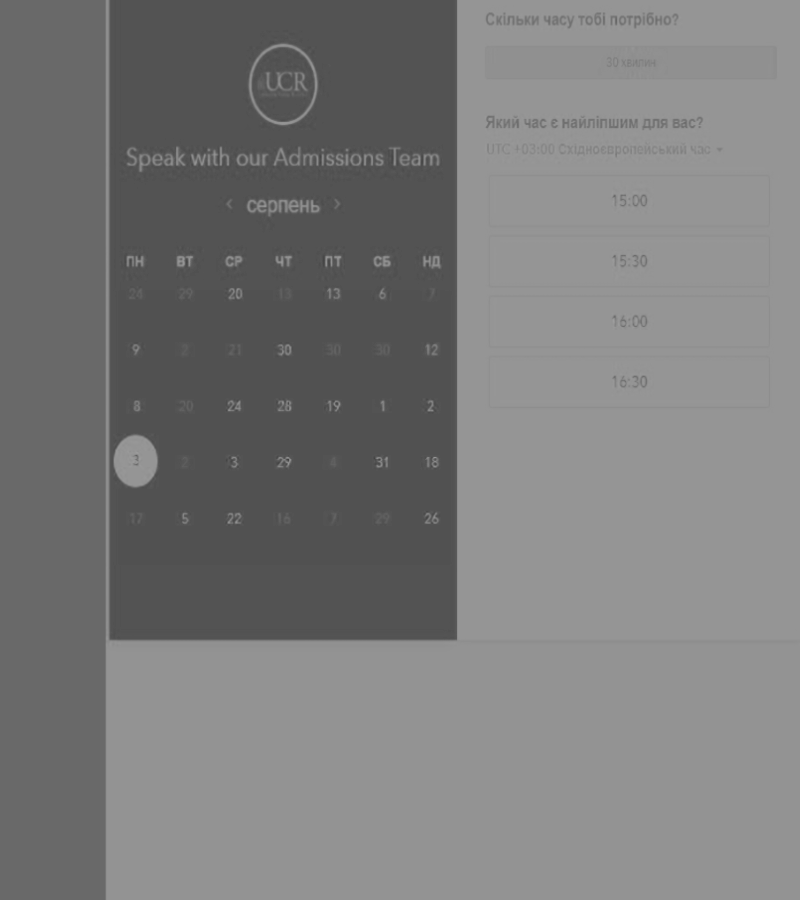 UCR
Speak with our Admissions Team
‹ серпень ›
ПН ВТ СР ЧТ ПТ СБ НД
24 29 20 13 13 6 7
9 2 21 30 30 30 12
8 20 24 28 19 1 2
3 2 3 29 31 18
17 5 22 16 7 29 26
Скільки часу тобі потрібно?
30 хвилин
Який час є найліпшим для вас?
UTC +03:00 Східноєвропейський час
15:00
15:30
16:00
16:30